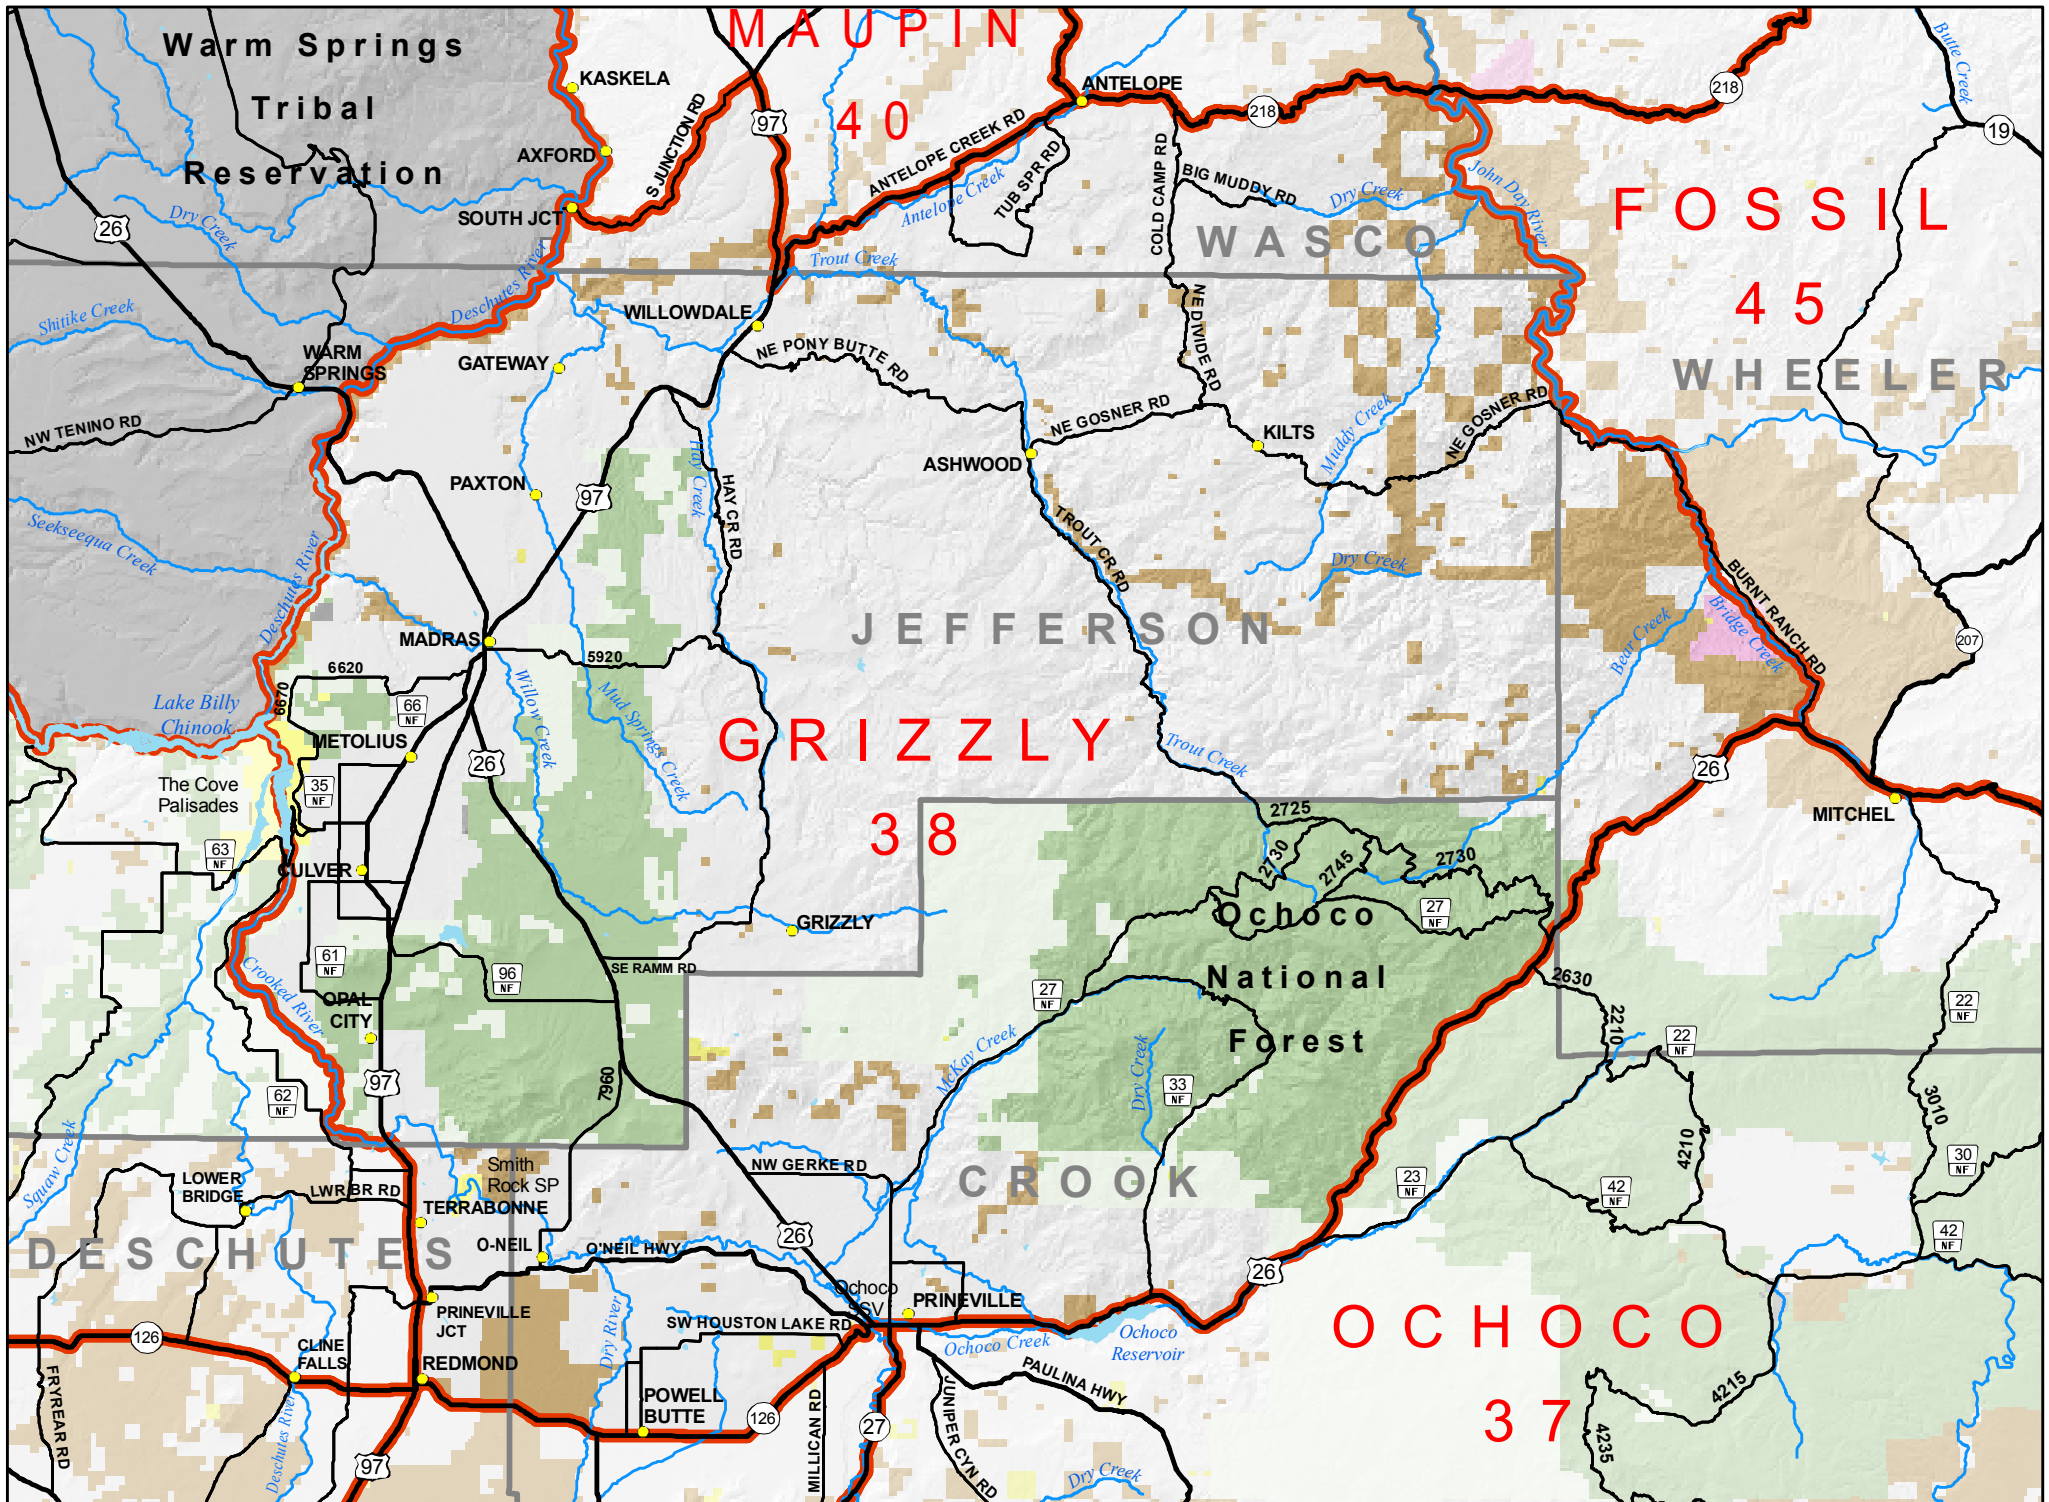 MAUPIN
40
Warm Springs
Tribal
Reservation
KASKELA
ANTELOPE
218
218
Butte Creek
19
97
S JUNCTION RD
AXFORD
ANTELOPE CREEK RD
Antelope Creek
TUB SPR RD
COLD CAMP RD
BIG MUDDY RD
Dry Creek
John Day River
FOSSIL
45
26
Dry Creek
SOUTH JCT
Deschutes River
Trout Creek
WASCO
WHEELER
Shitike Creek
WARM
SPRINGS
WILLOWDALE
GATEWAY
NE PONY BUTTE RD
NE DIVIDE RD
NW TENINO RD
NE GOSNER RD
NE GOSNER RD
KILTS
Muddy Creek
ASHWOOD
PAXTON
97
Hay Creek
HAY CR RD
TROUT CR RD
Seekseequa Creek
Deschutes River
Dry Creek
BURNT RANCH RD
Bear Creek
Bridge Creek
207
JEFFERSON
MADRAS
5920
6620
6670
66
NF
Willow Creek
Mud Springs Creek
Lake Billy
Chinook
METOLIUS
GRIZZLY
38
26
Trout Creek
26
The Cove
Palisades
35
NF
MITCHEL
2725
2730
2745
2730
63
NF
CULVER
27
NF
Ochoco
National
Forest
GRIZZLY
61
NF
96
NF
SE RAMM RD
Crooked River
OPAL
CITY
27
NF
2630
2210
22
NF
22
NF
McKay Creek
Dry Creek
33
NF
97
62
NF
7960
3010
4210
30
NF
Squaw Creek
LOWER
BRIDGE
LWR BR RD
Smith
Rock SP
TERRABONNE
NW GERKE RD
CROOK
23
NF
42
NF
42
NF
DESCHUTES
O-NEIL
O'NEIL HWY
26
26
Ochoco
SSV
PRINEVILLE
PRINEVILLE
JCT
SW HOUSTON LAKE RD
Ochoco Creek
Ochoco
Reservoir
OCHOCO
37
126
CLINE
FALLS
REDMOND
Dry River
PAULINA HWY
FRYREAR RD
POWELL
BUTTE
126
MILLICAN RD
27
JUNIPER CYN RD
4215
4235
Deschutes River
97
Dry Creek